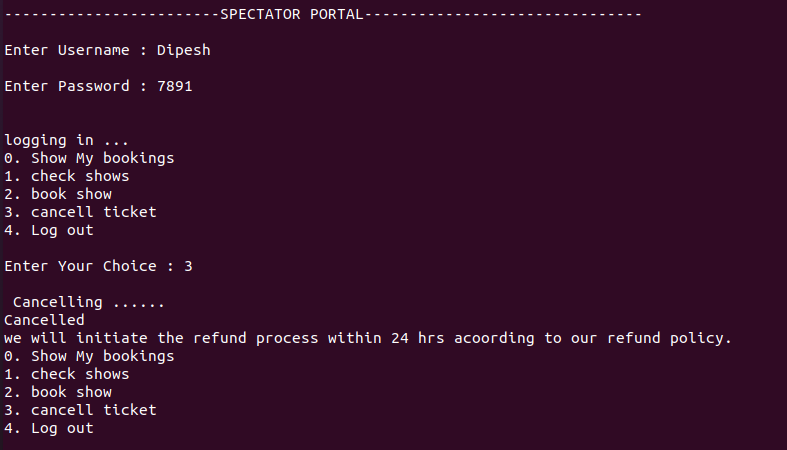 ------------------------SPECTATOR PORTAL-------------------------------
Enter Username : Dipesh
Enter Password : 7891
logging in ...
0. Show My bookings
1. check shows
2. book show
3. cancell ticket
4. Log out
Enter Your Choice : 3
Cancelling ......
Cancelled
we will initiate the refund process within 24 hrs acoording to our refund policy.
0. Show My bookings
1. check shows
2. book show
3. cancell ticket
4. Log out